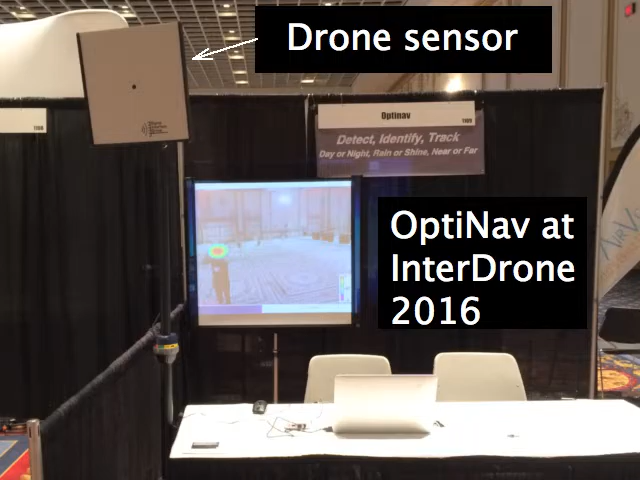 Drone sensor
Optinav
1109
Detect, Identify, Track
Day or Night, Rain or Shine, Near or Far
OptiNav at
InterDrone
2016